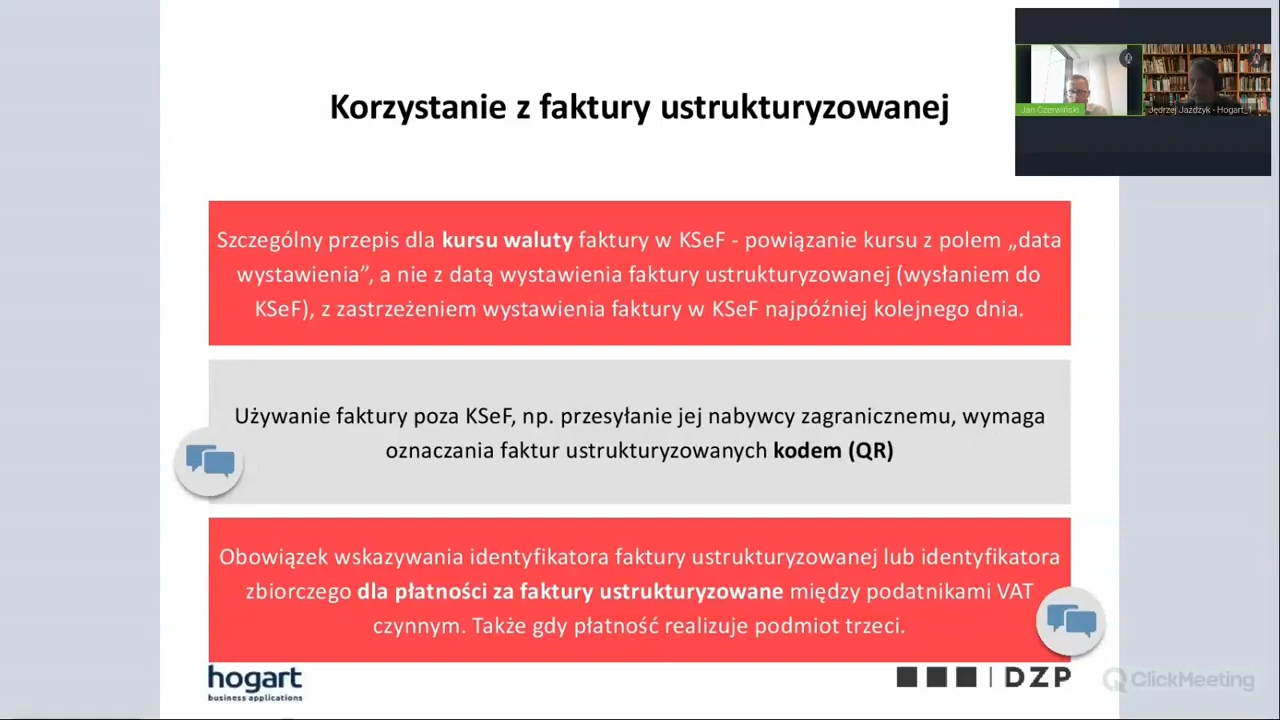 Korzystanie z faktury ustrukturyzowanej
Jan Czerwiński
Jędrzej Jażdżyk - Hogart_1
Szczególny przepis dla kursu waluty faktury w KSeF - powiązanie kursu z polem „data
wystawienia”, a nie z datą wystawienia faktury ustrukturyzowanej (wysłaniem do
KSeF), z zastrzeżeniem wystawienia faktury w KSeF najpóźniej kolejnego dnia.
Używanie faktury poza KSeF, np. przesyłanie jej nabywcy zagranicznemu, wymaga
oznaczania faktur ustrukturyzowanych kodem (QR)
Obowiązek wskazywania identyfikatora faktury ustrukturyzowanej lub identyfikatora
zbiorczego dla płatności za faktury ustrukturyzowane między podatnikami VAT
czynnym. Także gdy płatność realizuje podmiot trzeci.
hogart
business applications
DZP
ClickMeeting